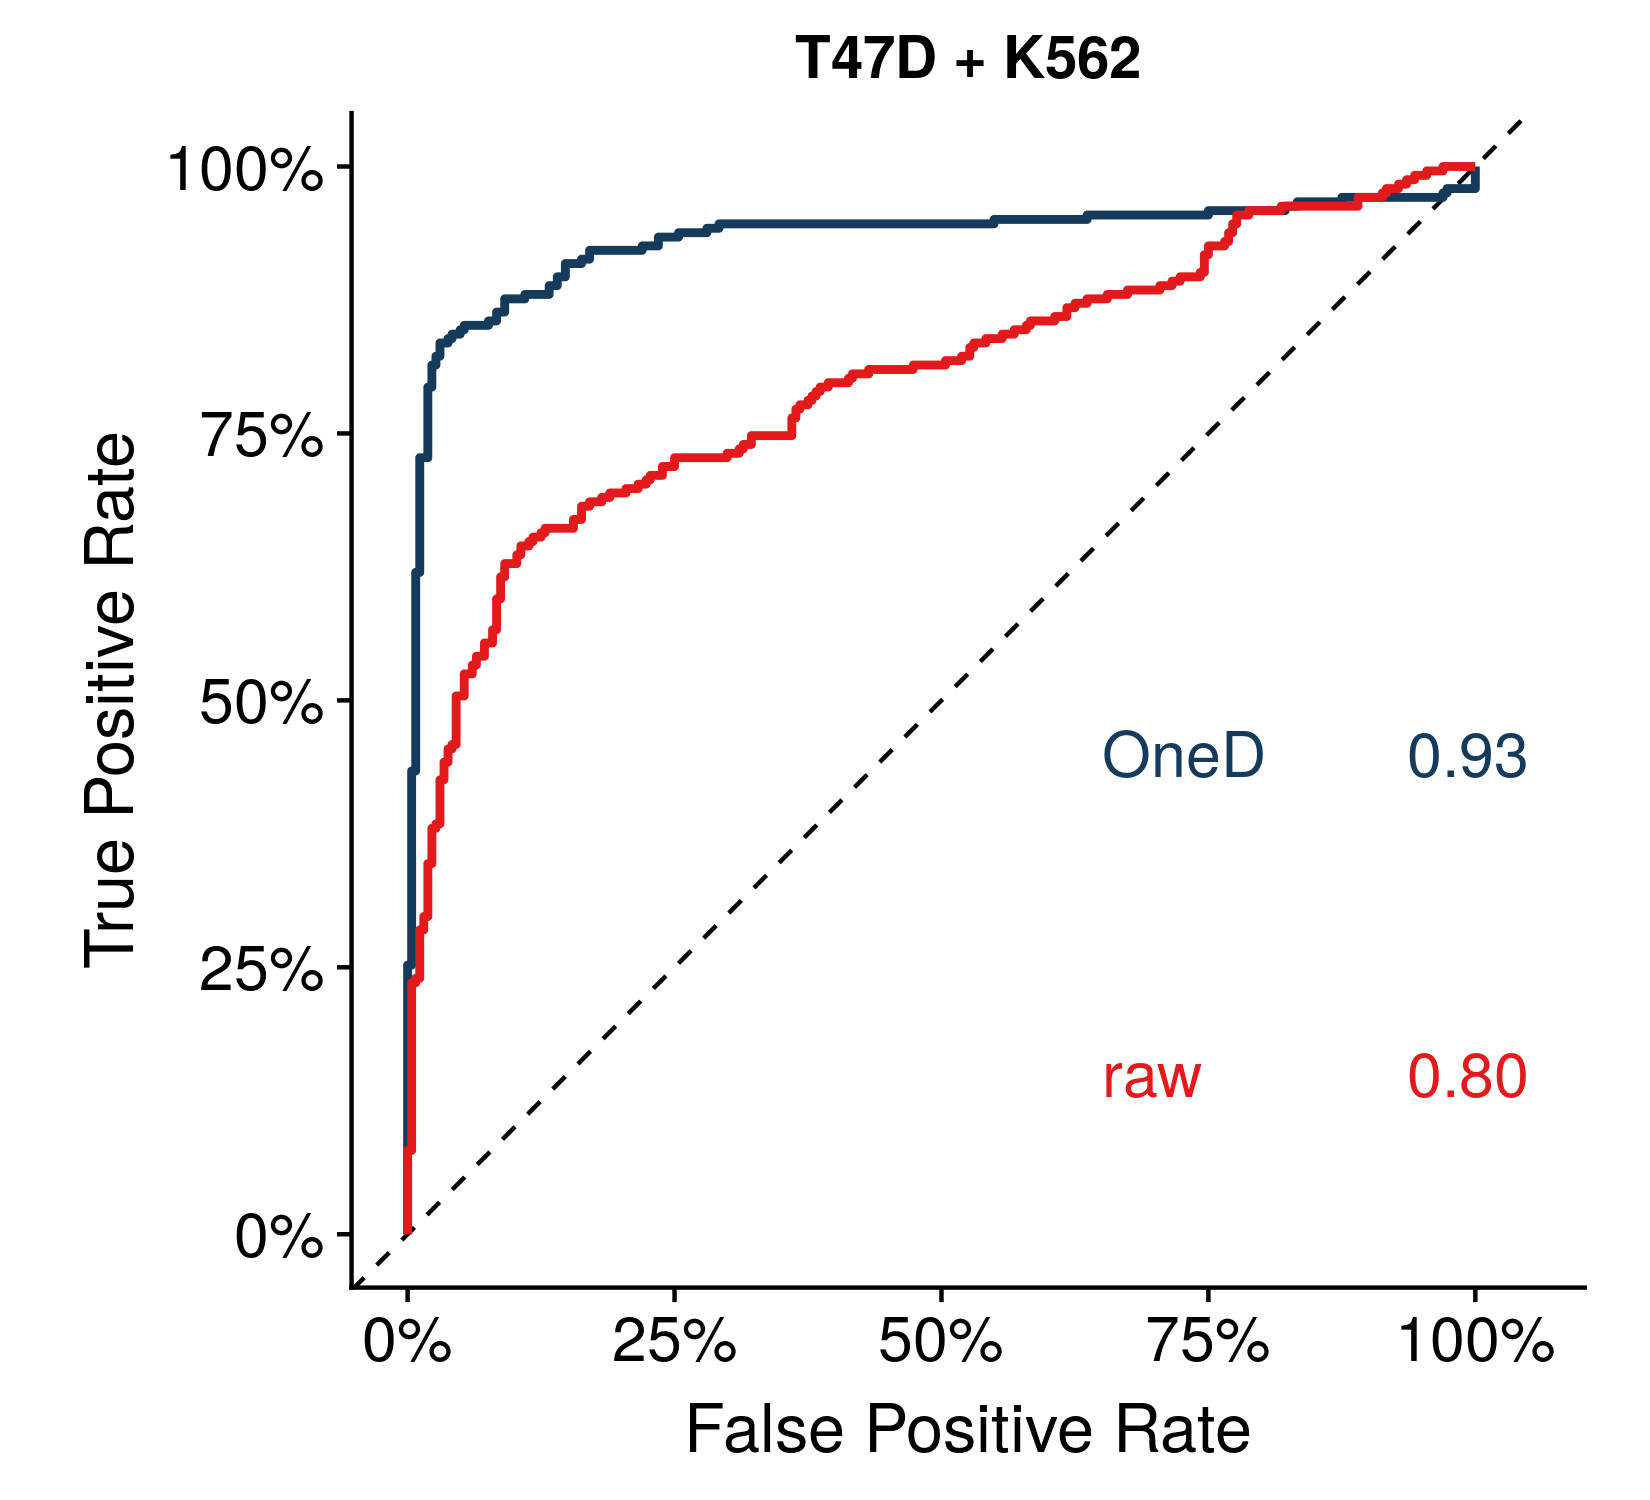 T47D + K562
True Positive Rate
100%
75%
50%
25%
0%
OneD 0.93
raw 0.80
0% 25% 50% 75% 100%
False Positive Rate